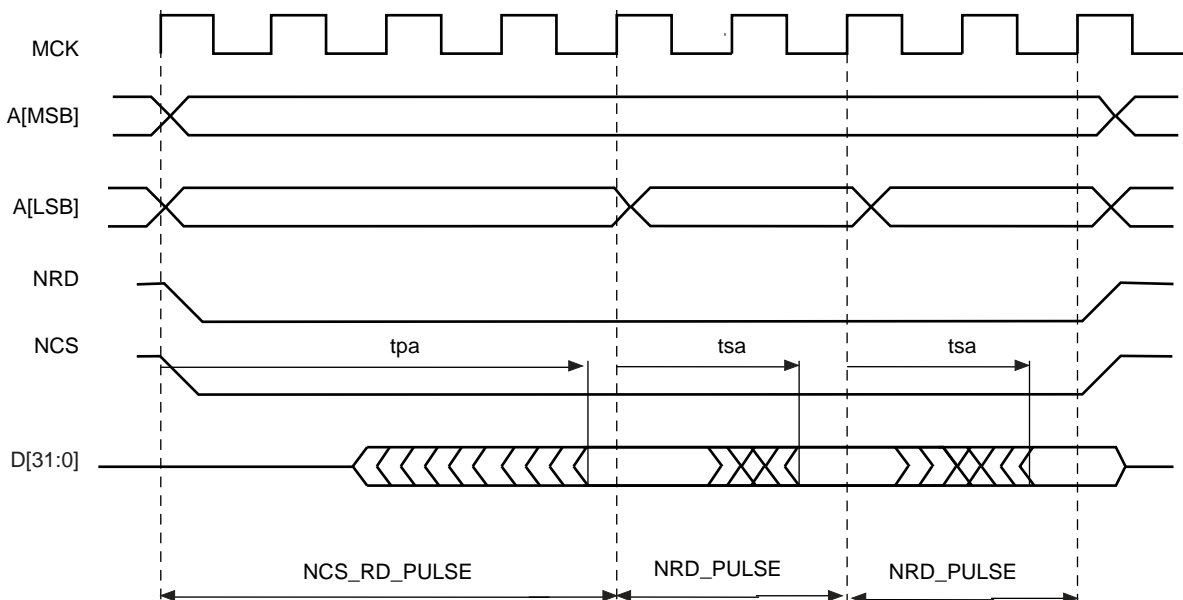 MCK
A[MSB]
A[LSB]
NRD
NCS
tpa tsa tsa
D[31:0]
NCS_RD_PULSE NRD_PULSE NRD_PULSE